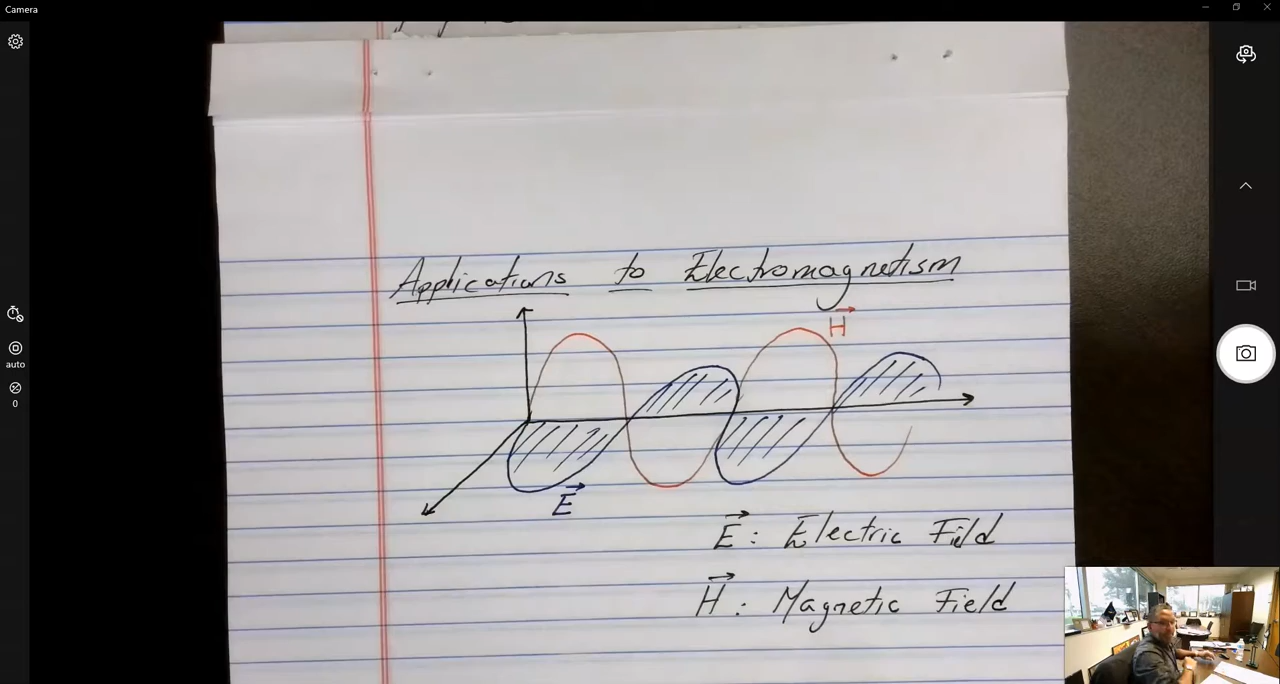 Camera
Applications to Electromagnetism
H
E
E : Electric Field
H : Magnetic Field
auto
0